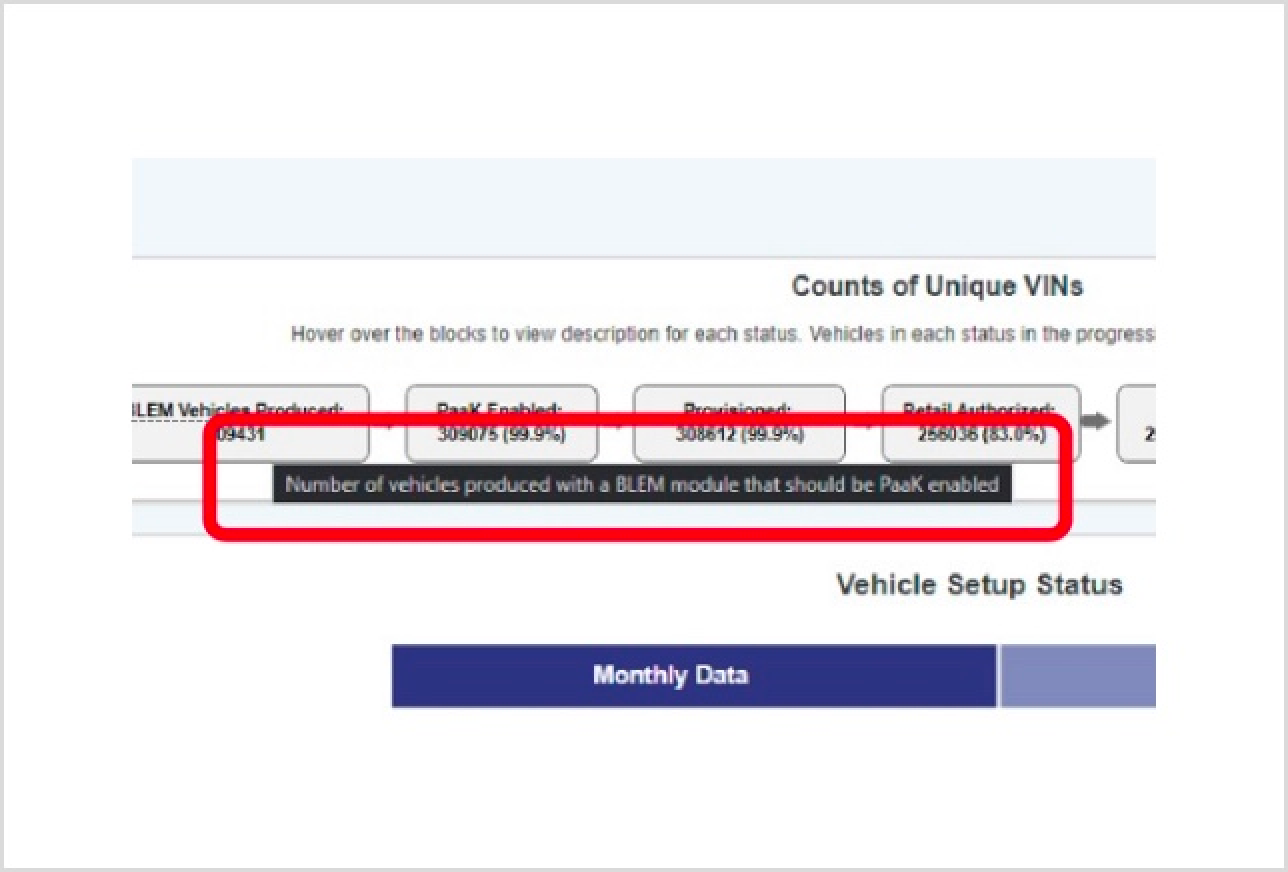 Counts of Unique VINs
Hover over the blocks to view description for each status. Vehicles in each status in the progress
BLEM Vehicles Produced:
09431
PaaK Enabled:
309075 (99.9%)
Provisioned:
308612 (99.9%)
Retail Authorized:
256036 (83.0%)
2
Number of vehicles produced with a BLEM module that should be PaaK enabled
Vehicle Setup Status
Monthly Data